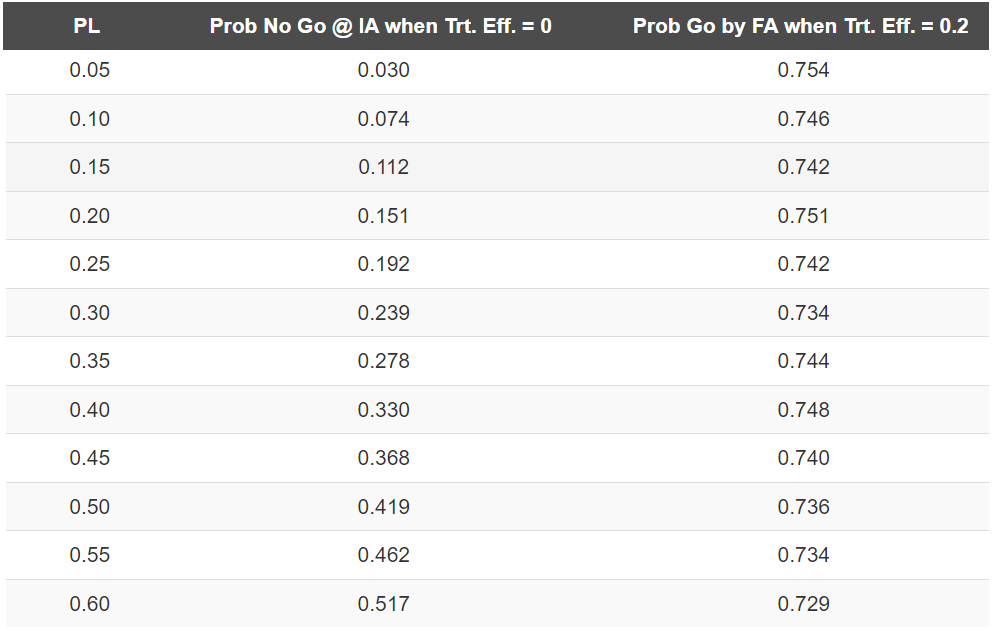 PL Prob No Go @ IA when Trt. Eff. = 0 Prob Go by FA when Trt. Eff. = 0.2
0.05 0.030 0.754
0.10 0.074 0.746
0.15 0.112 0.742
0.20 0.151 0.751
0.25 0.192 0.742
0.30 0.239 0.734
0.35 0.278 0.744
0.40 0.330 0.748
0.45 0.368 0.740
0.50 0.419 0.736
0.55 0.462 0.734
0.60 0.517 0.729